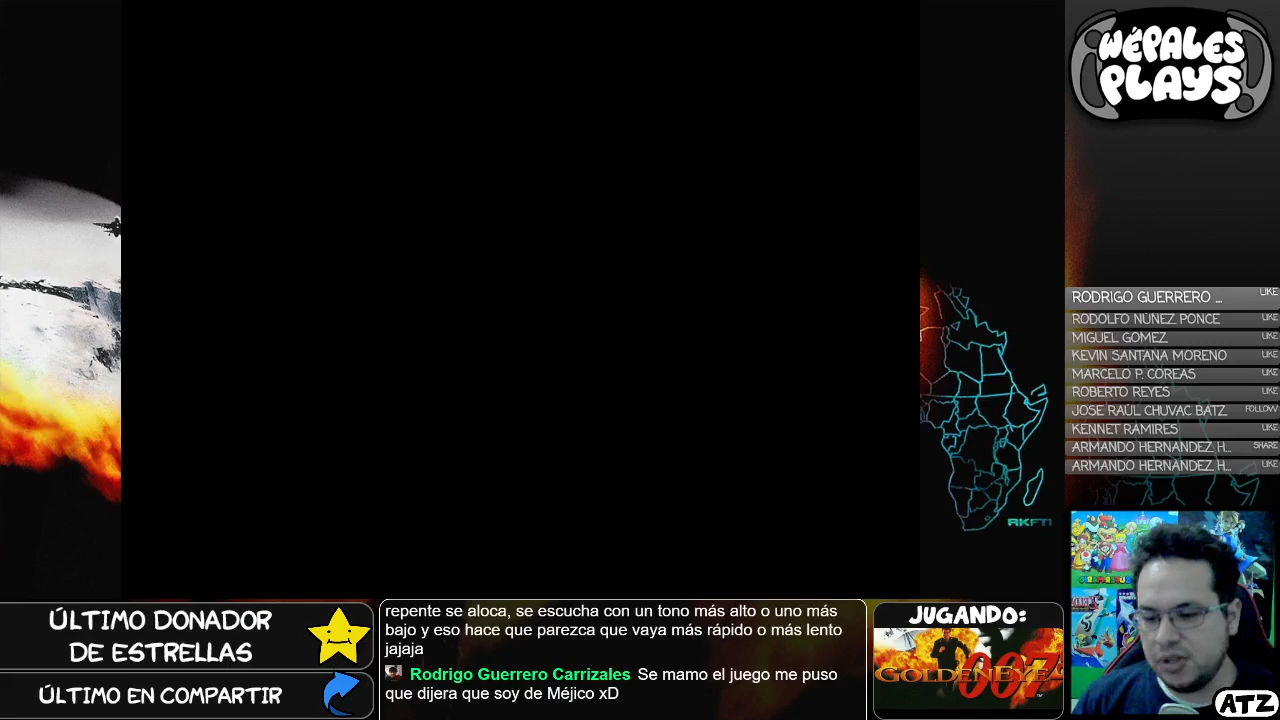 WÉPALES
PLAYS
RODRIGO GUERRERO ... LIKE
RODOLFO NÚÑEZ PONCE LIKE
MIGUEL GÓMEZ LIKE
KEVIN SANTANA MORENO LIKE
MARCELO P. COREAS LIKE
ROBERTO REYES LIKE
JOSE RAÚL CHUVAC BATZ FOLLOW
KENNET RAMIRES LIKE
ARMANDO HERNANDEZ H... SHARE
ARMANDO HERNANDEZ H... LIKE
RKFTI
ÚLTIMO DONADOR
DE ESTRELLAS
ÚLTIMO EN COMPARTIR
repente se aloca, se escucha con un tono más alto o uno más
bajo y eso hace que parezca que vaya más rápido o más lento
jajaja
Rodrigo Guerrero Carrizales Se mamo el juego me puso
que dijera que soy de Méjico xD
JUGANDO:
GOLDENEYE 007
ATZ